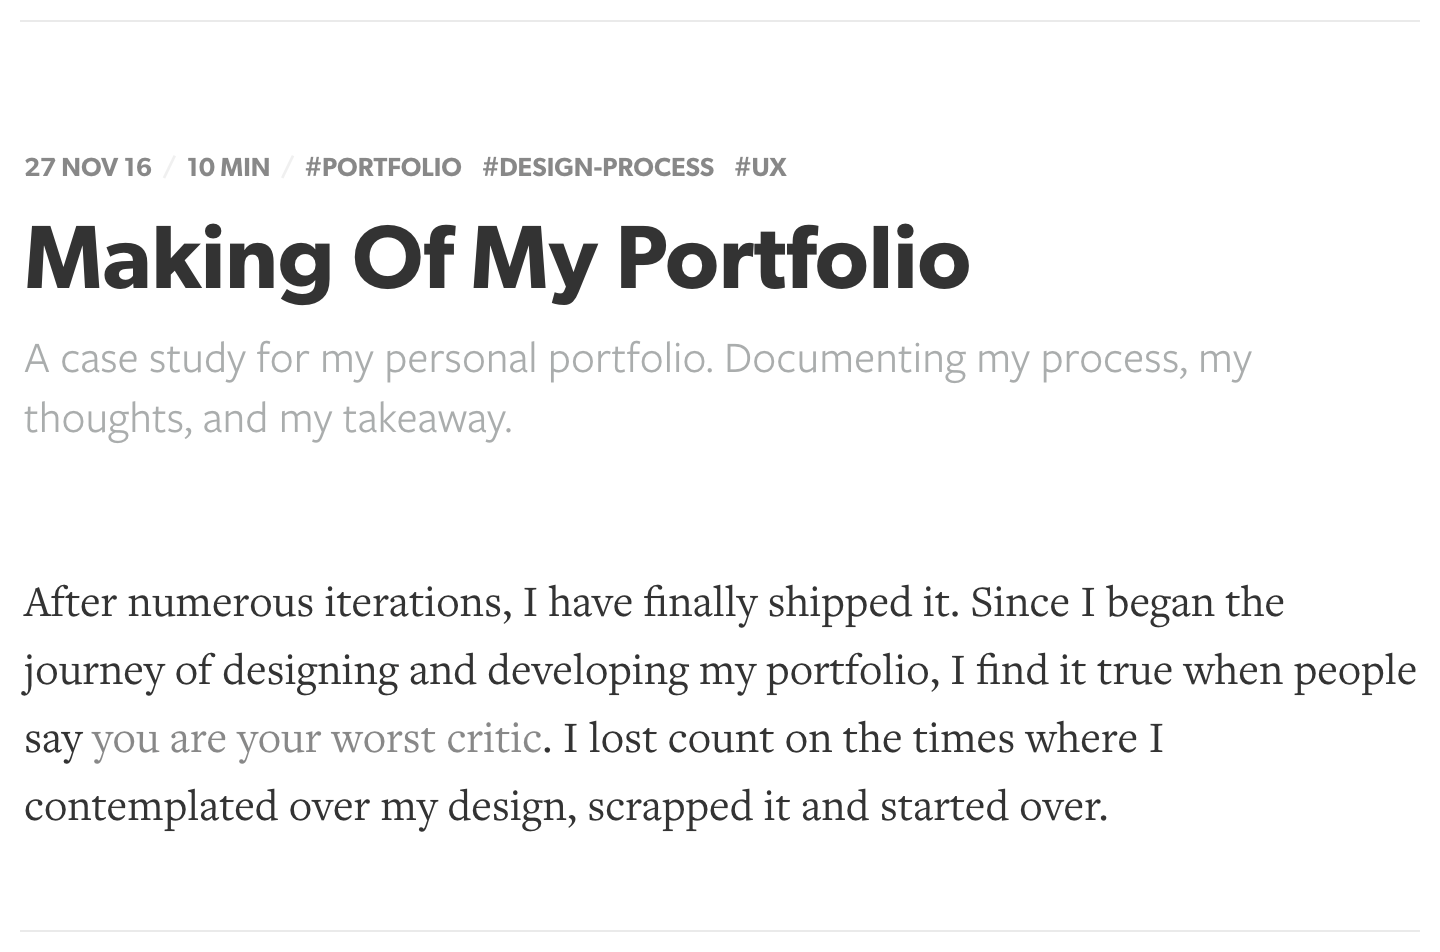 27 NOV 16 / 10 MIN / #PORTFOLIO #DESIGN-PROCESS #UX
Making Of My Portfolio
A case study for my personal portfolio. Documenting my process, my
thoughts, and my takeaway.
After numerous iterations, I have finally shipped it. Since I began the
journey of designing and developing my portfolio, I find it true when people
say you are your worst critic. I lost count on the times where I
contemplated over my design, scrapped it and started over.